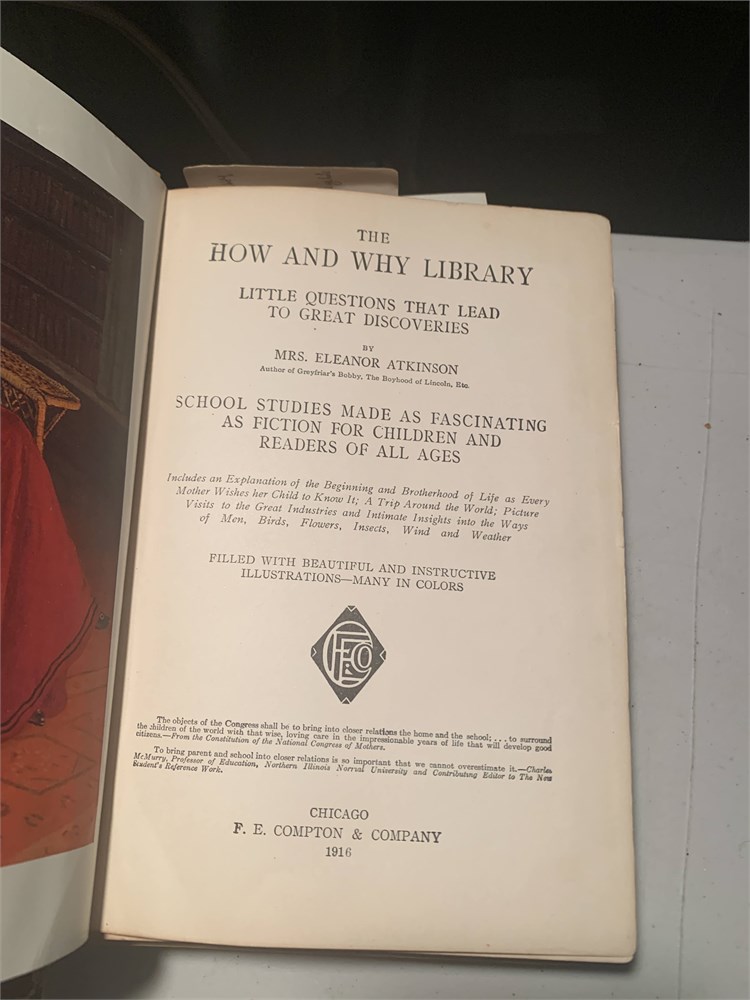 THE
HOW AND WHY LIBRARY
LITTLE QUESTIONS THAT LEAD
TO GREAT DISCOVERIES
BY
MRS. ELEANOR ATKINSON
Author of Greyfriar's Bobby, The Boyhood of Lincoln, Etc.
SCHOOL STUDIES MADE AS FASCINATING
AS FICTION FOR CHILDREN AND
READERS OF ALL AGES
Includes an Explanation of the Beginning and Brotherhood of Life as Every
Mother Wishes her Child to Know It; A Trip Around the World; Picture
Visits to the Great Industries and Intimate Insights into the Ways
of Men, Birds, Flowers, Insects, Wind and Weather
FILLED WITH BEAUTIFUL AND INSTRUCTIVE
ILLUSTRATIONS—MANY IN COLORS
The objects of the Congress shall be to bring into closer relations the home and the school; . . . to surround
the children of the world with that wise, loving care in the impressionable years of life that will develop good
citizens.—From the Constitution of the National Congress of Mothers.
To bring parent and school into closer relations is so important that we cannot overestimate it.—Charles
McMurry, Professor of Education, Northern Illinois Normal University and Contributing Editor to The New
Student's Reference Work.
CHICAGO
F. E. COMPTON & COMPANY
1916